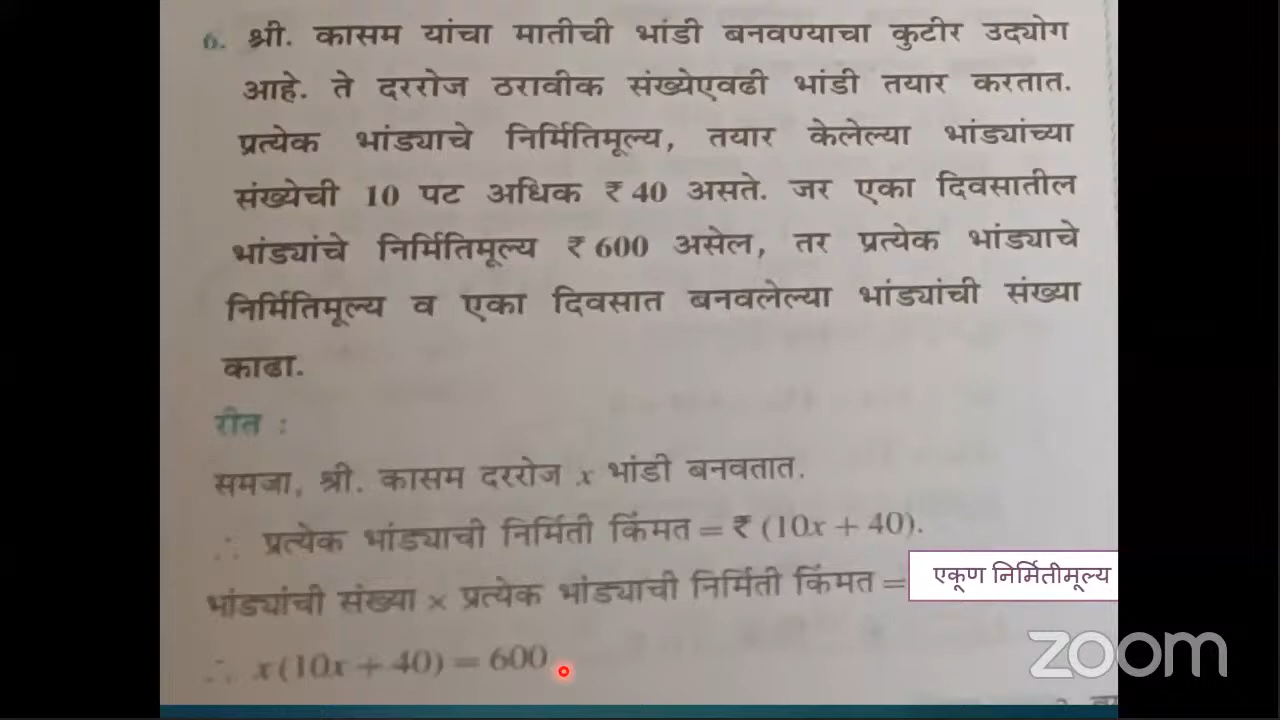 6. श्री. कासम यांचा मातीची भांडी बनवण्याचा कुटीर उद्योग
आहे. ते दररोज ठरावीक संख्येएवढी भांडी तयार करतात.
प्रत्येक भांड्याचे निर्मितिमूल्य, तयार केलेल्या भांड्यांच्या
संख्येची 10 पट अधिक ₹ 40 असते. जर एका दिवसातील
भांड्यांचे निर्मितिमूल्य ₹ 600 असेल, तर प्रत्येक भांड्याचे
निर्मितिमूल्य व एका दिवसात बनवलेल्या भांड्यांची संख्या
काढा.
रीत :
समजा, श्री. कासम दररोज x भांडी बनवतात.
∴ प्रत्येक भांड्याची निर्मिती किंमत = ₹ (10x + 40).
भांड्यांची संख्या × प्रत्येक भांड्याची निर्मिती किंमत = एकूण निर्मितीमूल्य
∴ x(10x + 40) = 600
zoom